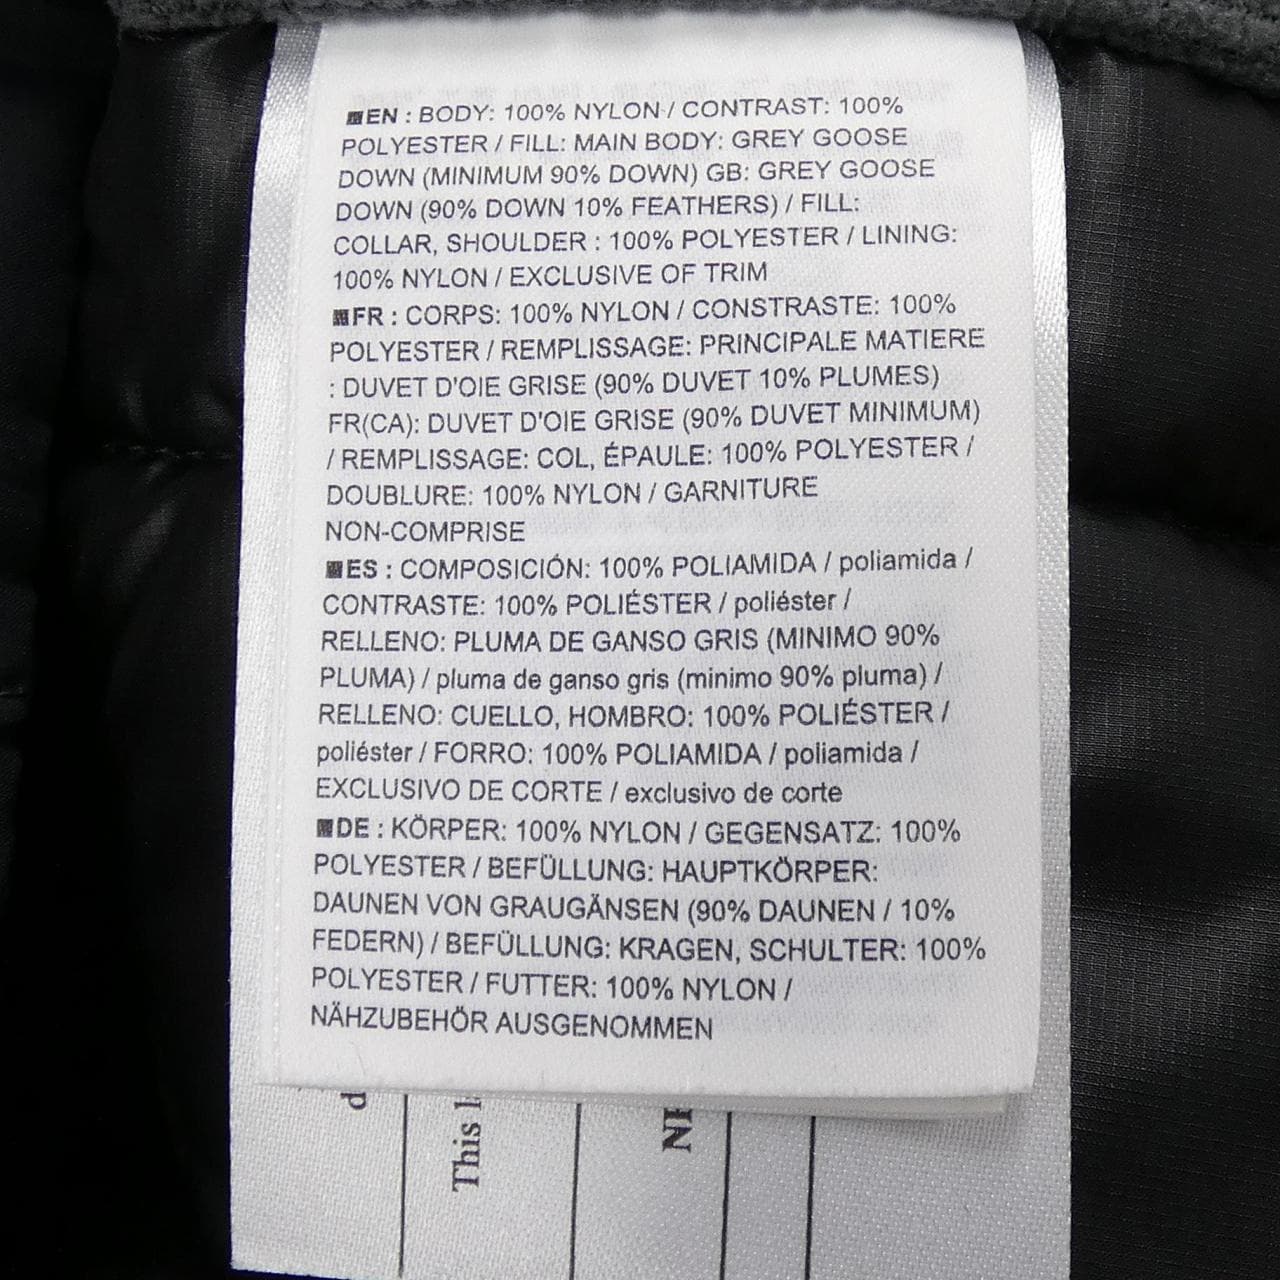 EN : BODY: 100% NYLON / CONTRAST: 100%
POLYESTER / FILL: MAIN BODY: GREY GOOSE
DOWN (MINIMUM 90% DOWN) GB: GREY GOOSE
DOWN (90% DOWN 10% FEATHERS) / FILL:
COLLAR, SHOULDER : 100% POLYESTER / LINING:
100% NYLON / EXCLUSIVE OF TRIM
FR : CORPS: 100% NYLON / CONSTRASTE: 100%
POLYESTER / REMPLISSAGE: PRINCIPALE MATIERE
: DUVET D'OIE GRISE (90% DUVET 10% PLUMES)
FR(CA): DUVET D'OIE GRISE (90% DUVET MINIMUM)
/ REMPLISSAGE: COL, ÉPAULE: 100% POLYESTER /
DOUBLURE: 100% NYLON / GARNITURE
NON-COMPRISE
ES : COMPOSICIÓN: 100% POLIAMIDA / poliamida /
CONTRASTE: 100% POLIÉSTER / poliéster /
RELLENO: PLUMA DE GANSO GRIS (MINIMO 90%
PLUMA) / pluma de ganso gris (minimo 90% pluma) /
RELLENO: CUELLO, HOMBRO: 100% POLIÉSTER /
poliéster / FORRO: 100% POLIAMIDA / poliamida /
EXCLUSIVO DE CORTE / exclusivo de corte
DE : KÖRPER: 100% NYLON / GEGENSATZ: 100%
POLYESTER / BEFÜLLUNG: HAUPTKÖRPER:
DAUNEN VON GRAUGÄNSEN (90% DAUNEN / 10%
FEDERN) / BEFÜLLUNG: KRAGEN, SCHULTER: 100%
POLYESTER / FUTTER: 100% NYLON /
NÄHZUBEHÖR AUSGENOMMEN
This